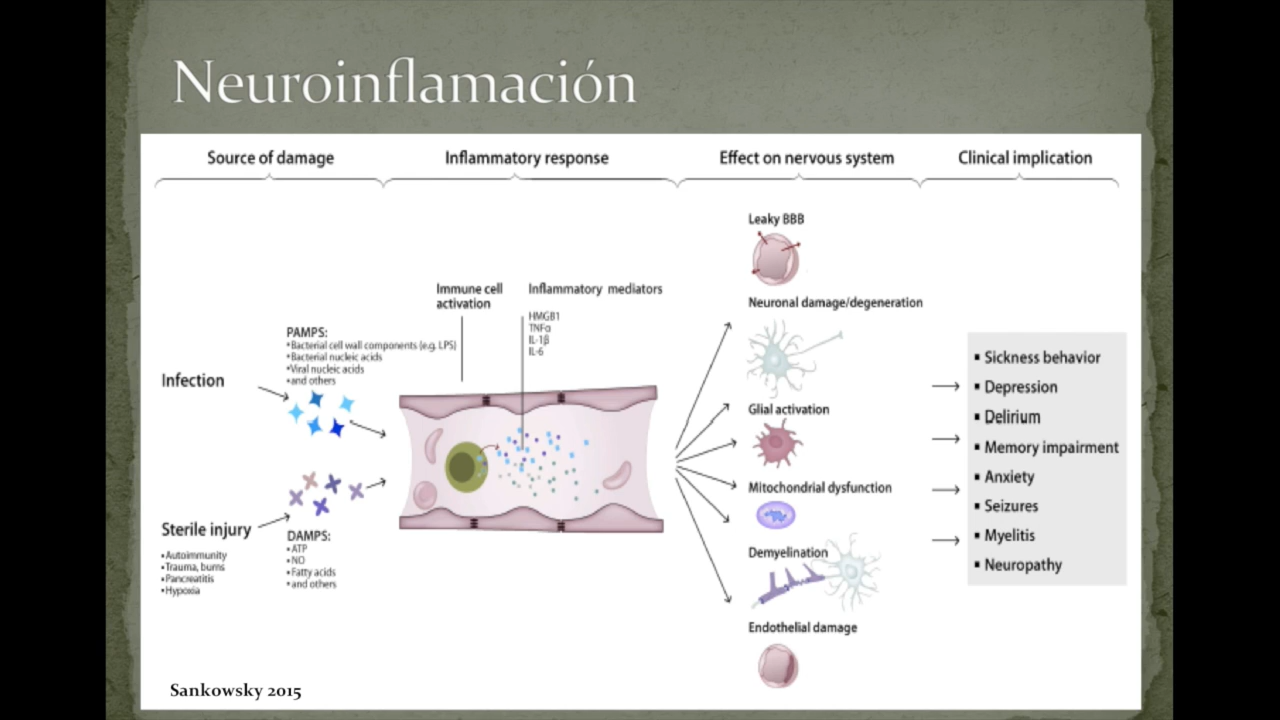 Neuroinflamación
Source of damage
Inflammatory response
Effect on nervous system
Clinical implication
Infection
PAMPS:
•Bacterial cell wall components (e.g. LPS)
•Bacterial nucleic acids
•Viral nucleic acids
•and others
Sterile injury
•Autoimmunity
•Trauma, burns
•Pancreatitis
•Hypoxia
DAMPS:
•ATP
•NO
•Fatty acids
•and others
Immune cell
activation
Inflammatory mediators
HMGB1
TNFα
IL-1β
IL-6
Leaky BBB
Neuronal damage/degeneration
Glial activation
Mitochondrial dysfunction
Demyelination
Endothelial damage
▪ Sickness behavior
▪ Depression
▪ Delirium
▪ Memory impairment
▪ Anxiety
▪ Seizures
▪ Myelitis
▪ Neuropathy
Sankowsky 2015